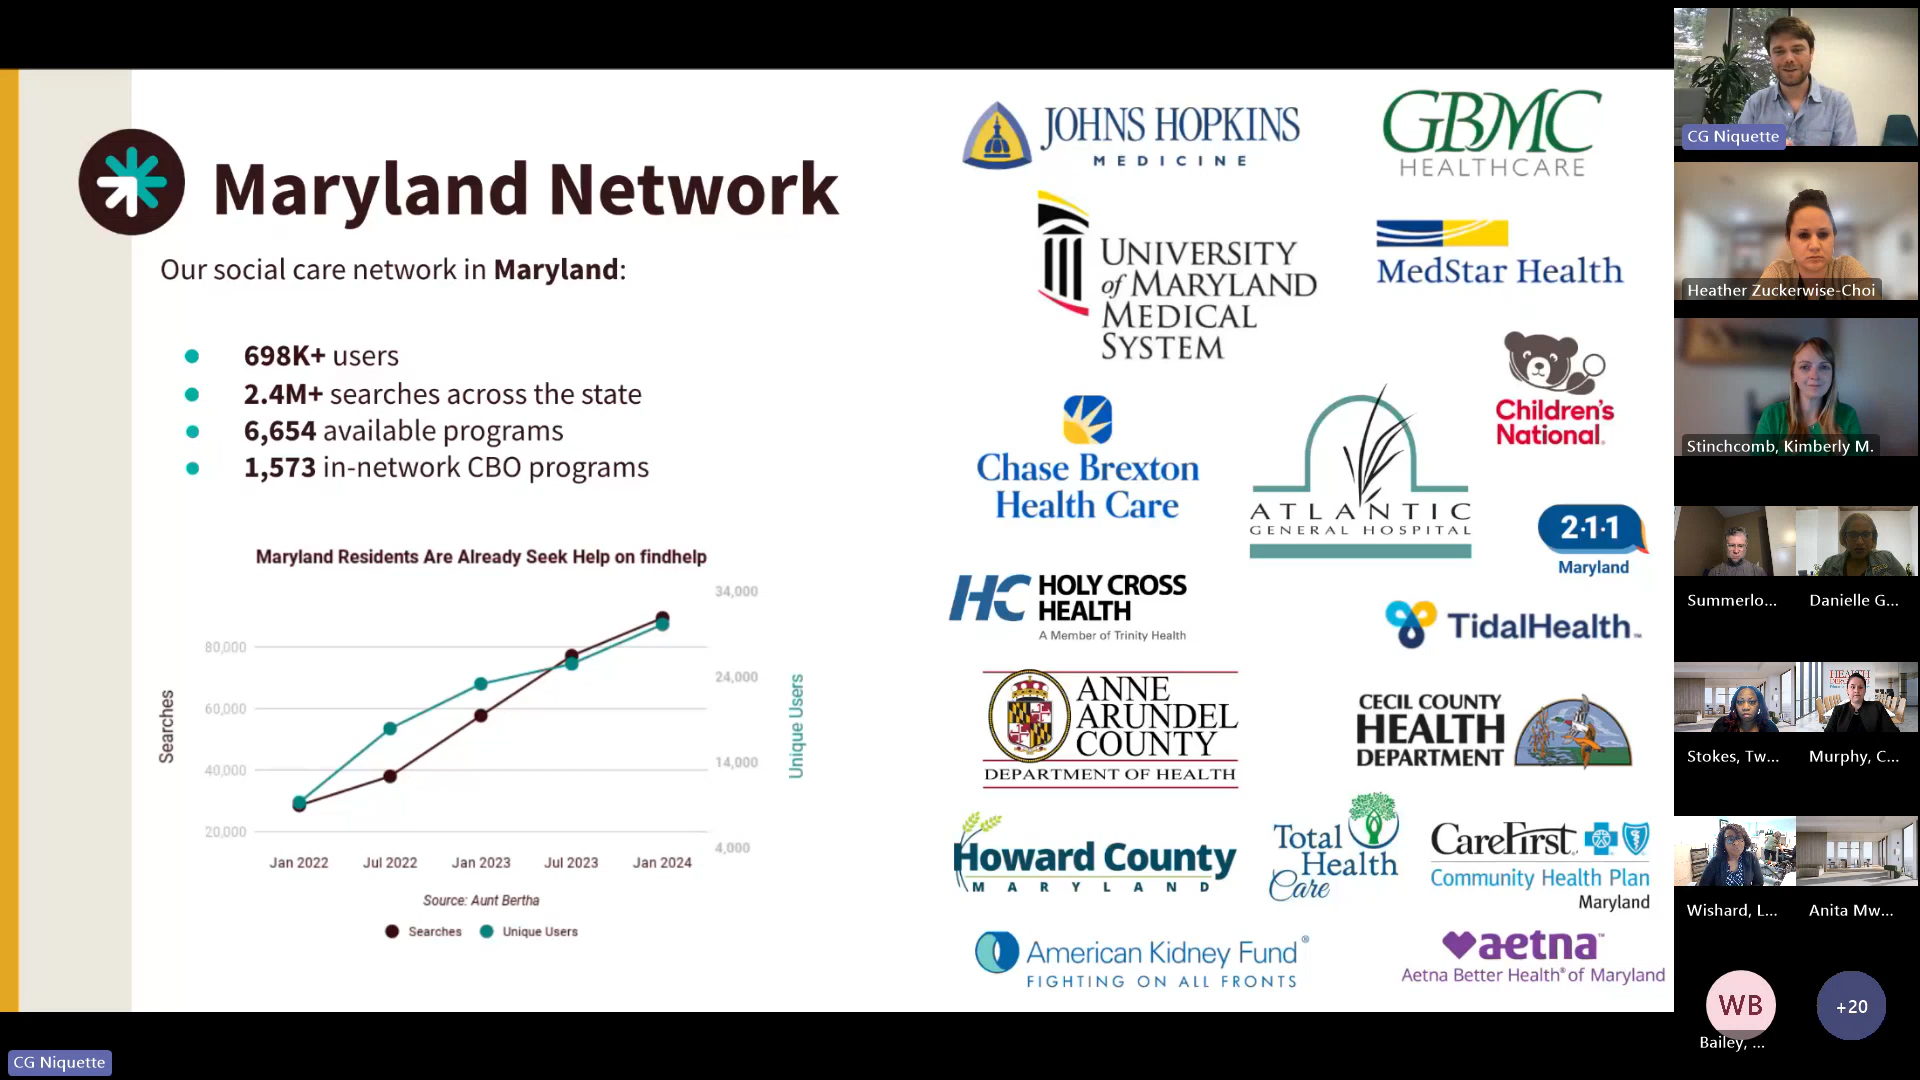 Maryland Network
Our social care network in Maryland:
698K+ users
2.4M+ searches across the state
6,654 available programs
1,573 in-network CBO programs
Maryland Residents Are Already Seek Help on findhelp
34,000
80,000
24,000
60,000
14,000
40,000
20,000
4,000
Searches
Unique Users
Jan 2022
Jul 2022
Jan 2023
Jul 2023
Jan 2024
Source: Aunt Bertha
Searches
Unique Users
JOHNS HOPKINS
MEDICINE
GBMC
HEALTHCARE
UNIVERSITY
of MARYLAND
MEDICAL
SYSTEM
MedStar Health
Children's
National
Chase Brexton
Health Care
ATLANTIC
GENERAL HOSPITAL
2·1·1
Maryland
HC
HOLY CROSS
HEALTH
A Member of Trinity Health
TidalHealth™
ANNE
ARUNDEL
COUNTY
DEPARTMENT OF HEALTH
CECIL COUNTY
HEALTH
DEPARTMENT
Howard County
MARYLAND
Total
Health
Care
CareFirst
Community Health Plan
Maryland
American Kidney Fund®
FIGHTING ON ALL FRONTS
aetna™
Aetna Better Health® of Maryland
CG Niquette
Heather Zuckerwise-Choi
Stinchcomb, Kimberly M.
Summerlo...
Danielle G...
HEALTH
Stokes, Tw...
Murphy, C...
Wishard, L...
Anita Mw...
WB
+20
Bailey, ...
CG Niquette